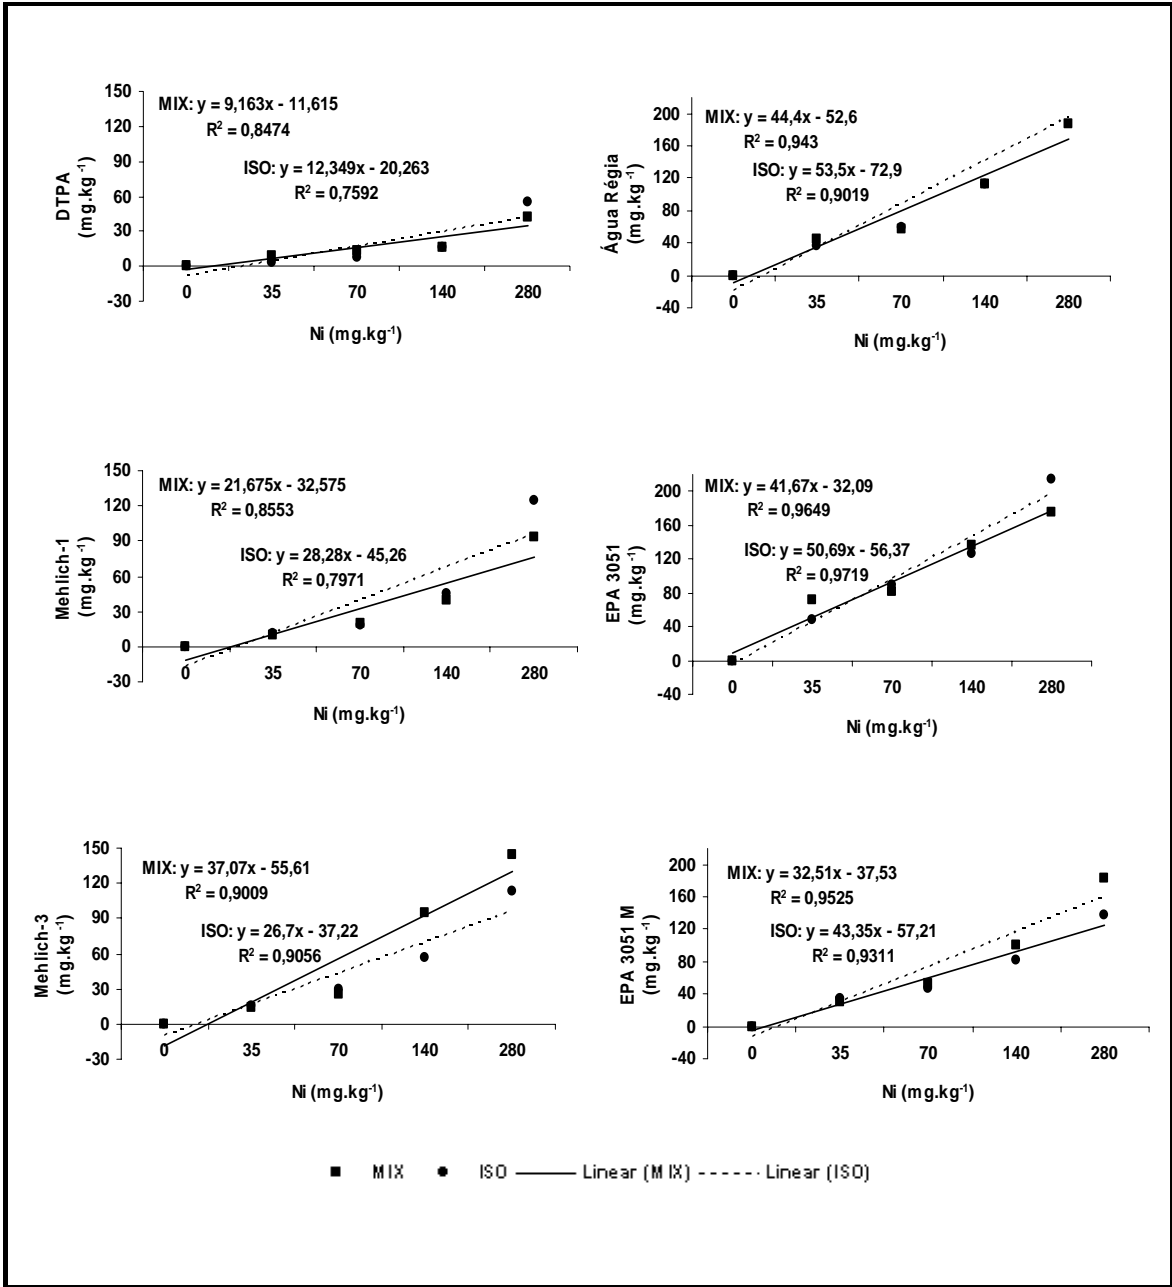 150
120
90
60
30
0
-30
DTPA
(mg.kg⁻¹)
MIX: y = 9,163x - 11,615
R² = 0,8474
ISO: y = 12,349x - 20,263
R² = 0,7592
0 35 70 140 280
Ni (mg.kg⁻¹)
200
160
120
80
40
0
-40
Água Régia
(mg.kg⁻¹)
MIX: y = 44,4x - 52,6
R² = 0,943
ISO: y = 53,5x - 72,9
R² = 0,9019
0 35 70 140 280
Ni (mg.kg⁻¹)
150
120
90
60
30
0
-30
Mehlich-1
(mg.kg⁻¹)
MIX: y = 21,675x - 32,575
R² = 0,8553
ISO: y = 28,28x - 45,26
R² = 0,7971
0 35 70 140 280
Ni (mg.kg⁻¹)
200
160
120
80
40
0
-40
EPA 3051
(mg.kg⁻¹)
MIX: y = 41,67x - 32,09
R² = 0,9649
ISO: y = 50,69x - 56,37
R² = 0,9719
0 35 70 140 280
Ni (mg.kg⁻¹)
150
120
90
60
30
0
-30
Mehlich-3
(mg.kg⁻¹)
MIX: y = 37,07x - 55,61
R² = 0,9009
ISO: y = 26,7x - 37,22
R² = 0,9056
0 35 70 140 280
Ni (mg.kg⁻¹)
200
160
120
80
40
0
-40
EPA 3051 M
(mg.kg⁻¹)
MIX: y = 32,51x - 37,53
R² = 0,9525
ISO: y = 43,35x - 57,21
R² = 0,9311
0 35 70 140 280
Ni (mg.kg⁻¹)
MIX ISO Linear (MIX) Linear (ISO)